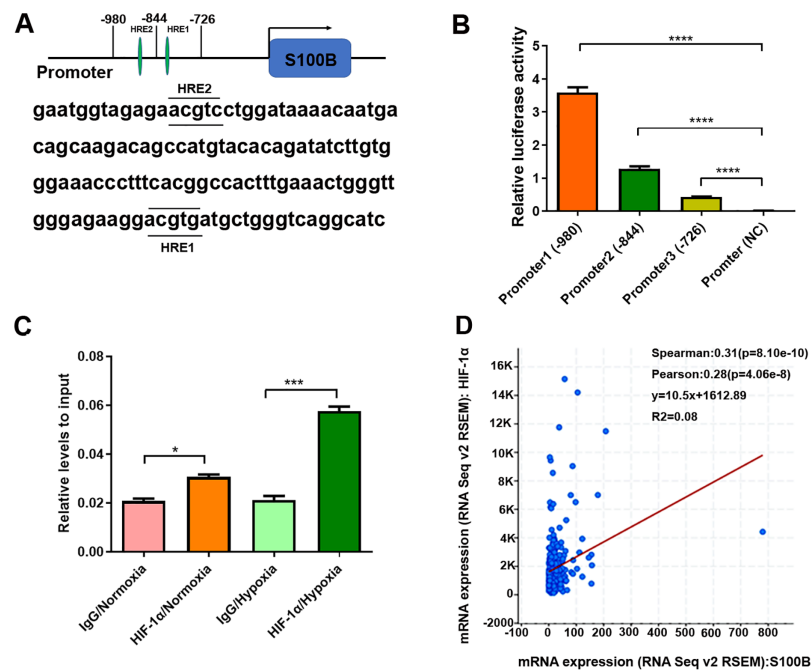 A
-980
-844
-726
HRE2
HRE1
S100B
Promoter
HRE2
gaatggtagagaacgtcctggataaaacaatga
cagcaagacagccatgtacacagatatcttgtg
ggaaaccctttcacggccactttgaaactgggtt
gggagaaggacgtgatgctgggtcaggcatc
HRE1
B
Relative luciferase activity
5
4
3
2
1
0
****
****
****
Promoter1 (-980)
Promoter2 (-844)
Promoter3 (-726)
Promter (NC)
C
Relative levels to input
0.08
0.06
0.04
0.02
0.00
*
***
IgG/Normoxia
HIF-1α/Normoxia
IgG/Hypoxia
HIF-1α/Hypoxia
D
mRNA expression (RNA Seq v2 RSEM): HIF-1α
Spearman:0.31(p=8.10e-10)
Pearson:0.28(p=4.06e-8)
y=10.5x+1612.89
R2=0.08
16K
14K
12K
10K
8K
6K
4K
2K
0K
-2000
-100 0 100 200 300 400 500 600 700 800
mRNA expression (RNA Seq v2 RSEM):S100B